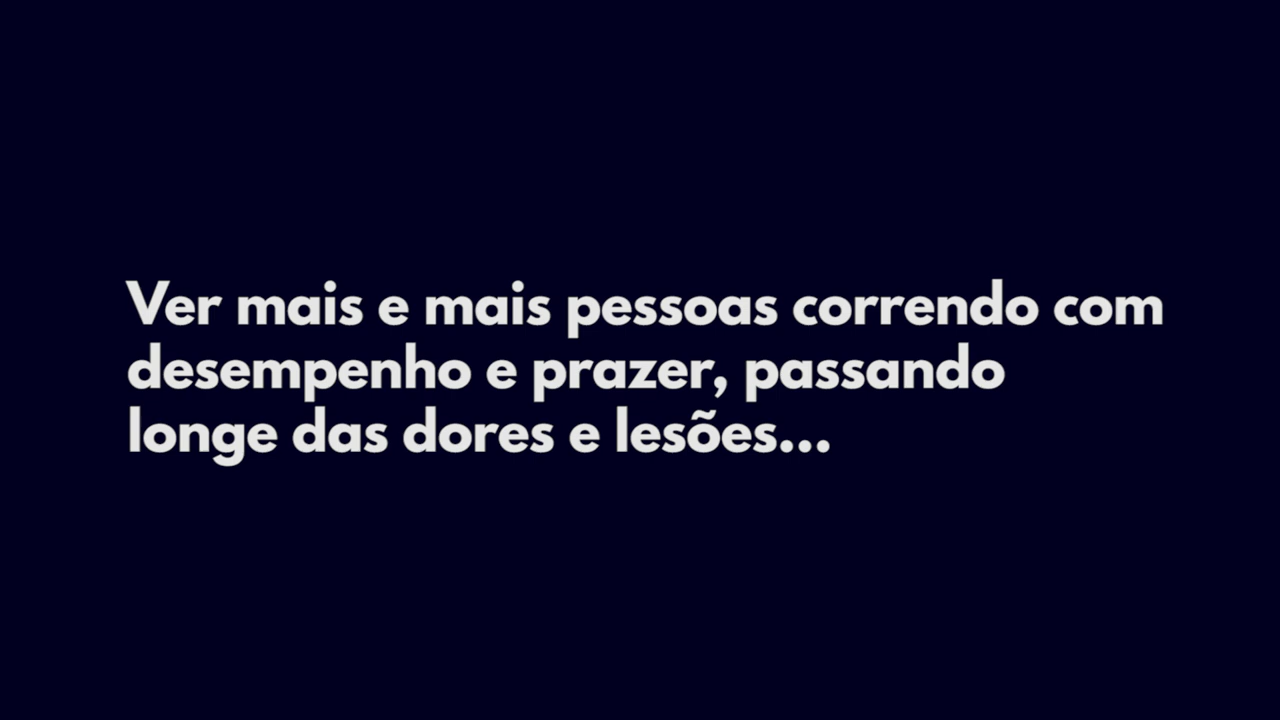 Ver mais e mais pessoas correndo com
desempenho e prazer, passando
longe das dores e lesões...